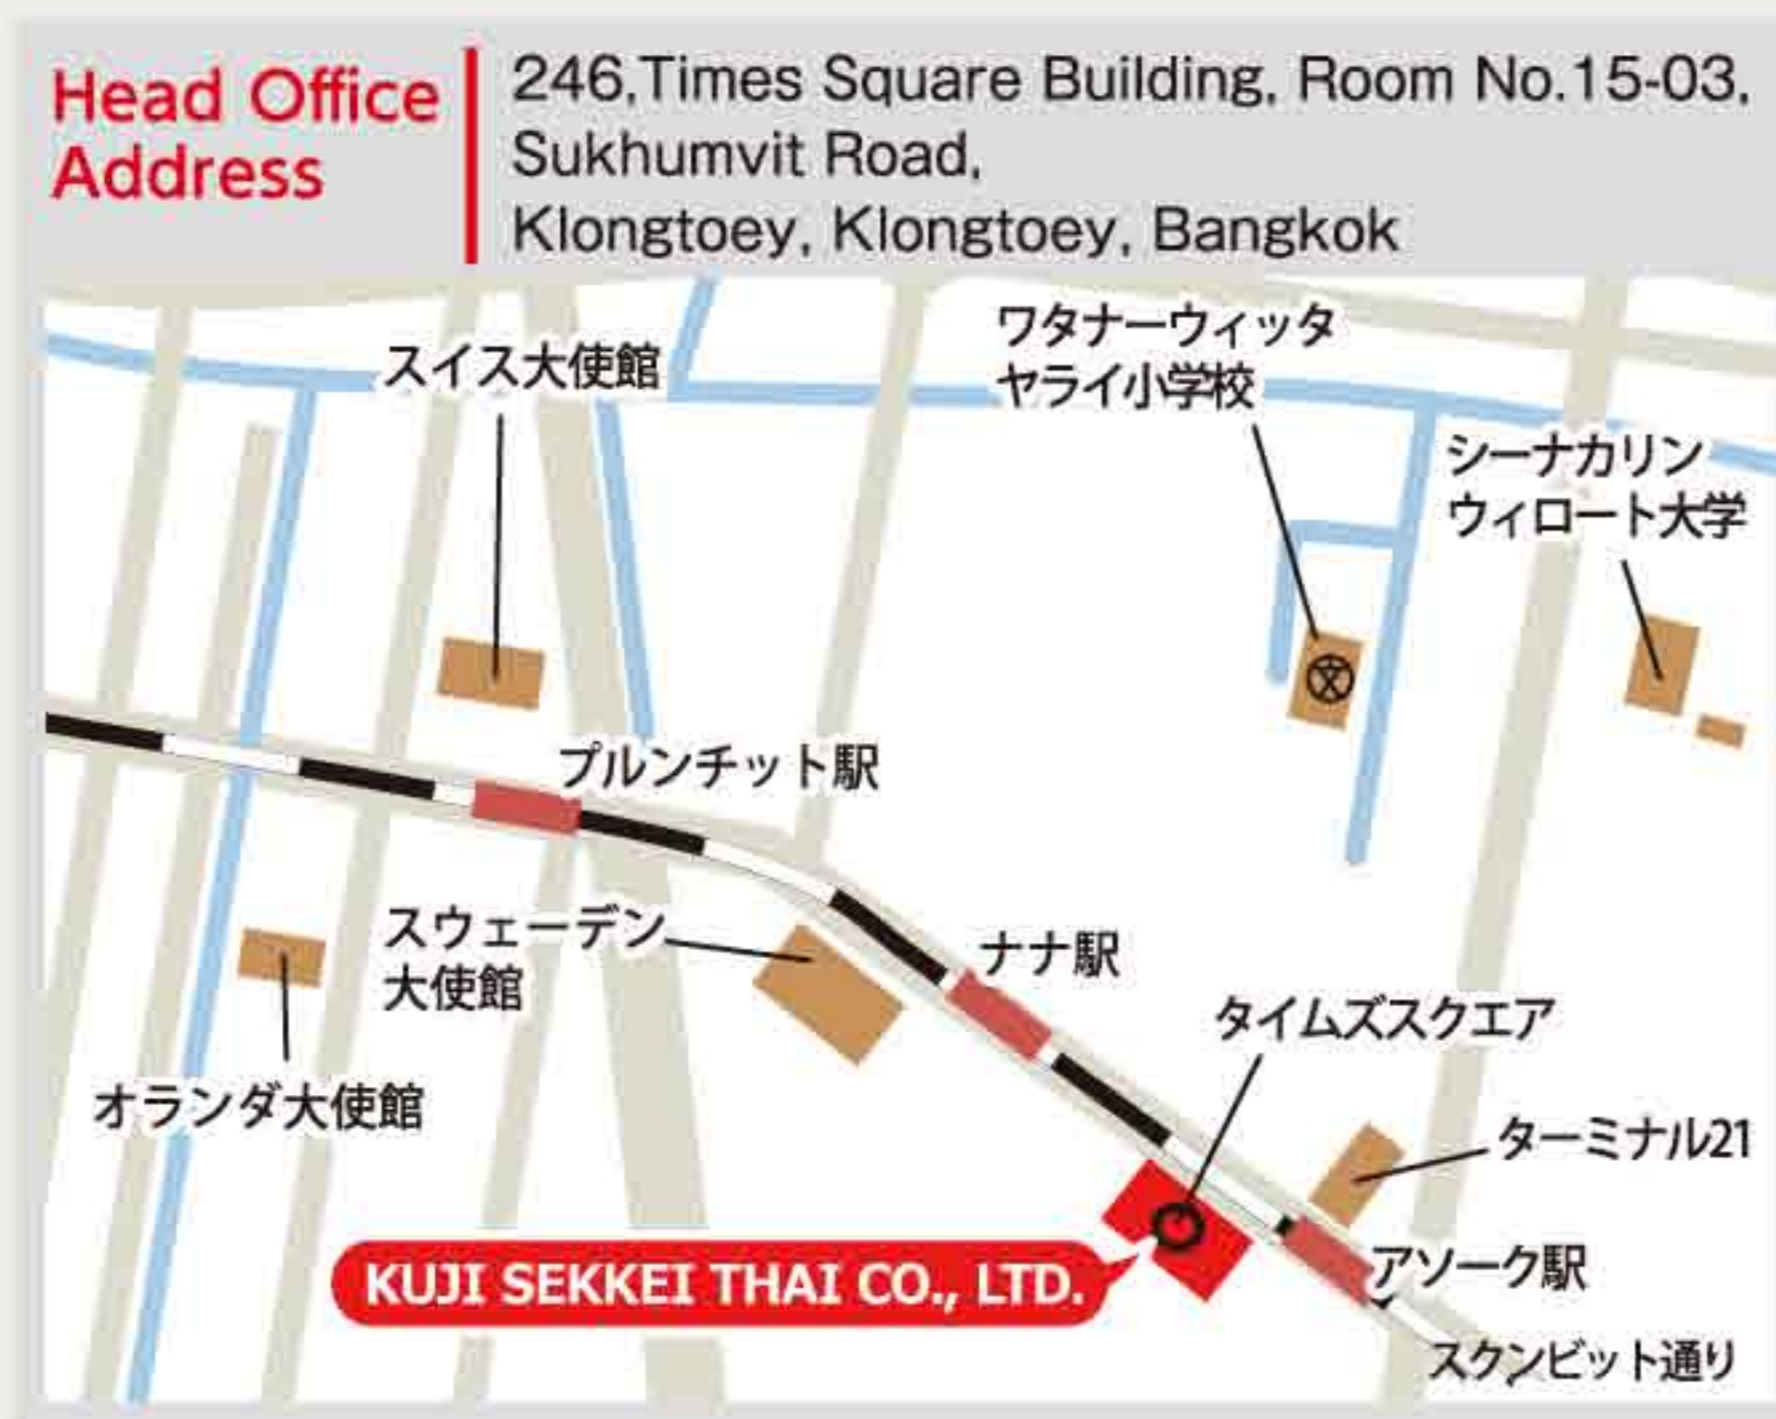 Head Office
Address
246,Times Square Building, Room No.15-03,
Sukhumvit Road,
Klongtoey, Klongtoey, Bangkok
スイス大使館
ワタナーウィッタ
ヤライ小学校
シーナカリン
ウィロート大学
文
プルンチット駅
スウェーデン
大使館
ナナ駅
オランダ大使館
タイムズスクエア
ターミナル21
KUJI SEKKEI THAI CO., LTD.
アソーク駅
スクンビット通り